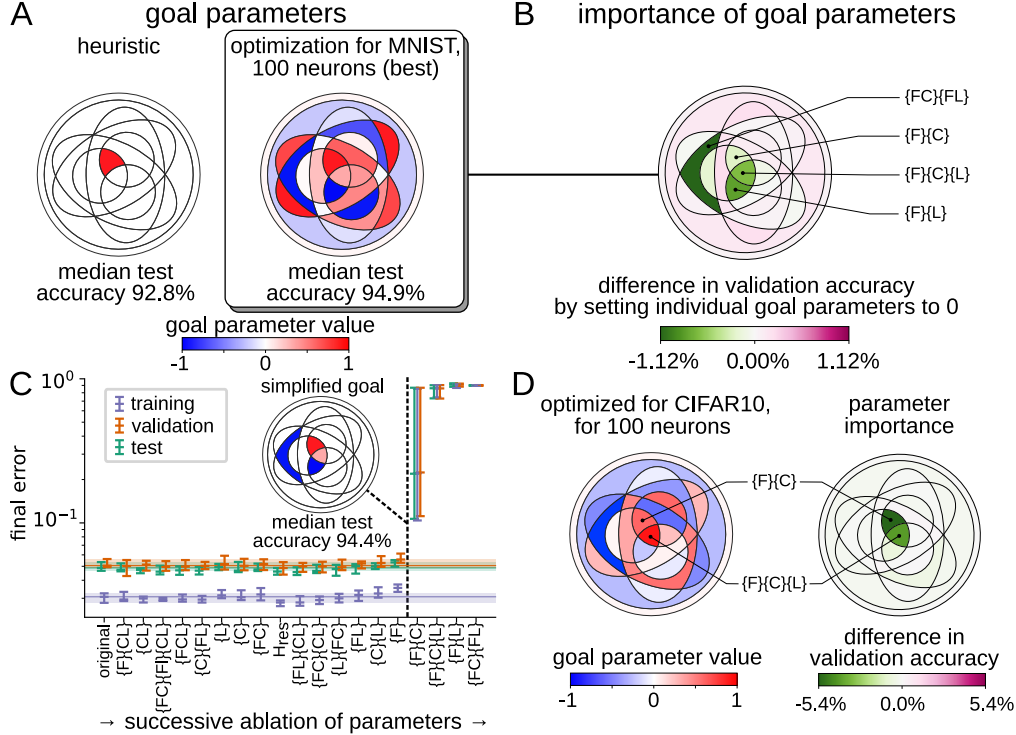 A
goal parameters
heuristic
optimization for MNIST,
100 neurons (best)
median test
accuracy 92.8%
median test
accuracy 94.9%
goal parameter value
-1
0
1
B
importance of goal parameters
{FC}{FL}
{F}{C}
{F}{C}{L}
{F}{L}
difference in validation accuracy
by setting individual goal parameters to 0
-1.12%
0.00%
1.12%
C
10⁰
10⁻¹
final error
training
validation
test
simplified goal
median test
accuracy 94.4%
original
{F}{CL}
{CL}
{FC}{Fl}{CL}
{FCL}
{C}{FL}
{L}
{C}
{FC}
Hres
{FL}{CL}
{FC}{CL}
{L}{FC}
{FL}
{C}{L}
{F}
{F}{C}
{F}{C}{L}
{F}{L}
{FC}{FL}
→ successive ablation of parameters →
D
optimized for CIFAR10,
for 100 neurons
parameter
importance
{F}{C}
{F}{C}{L}
goal parameter value
-1
0
1
difference in
validation accuracy
-5.4%
0.0%
5.4%